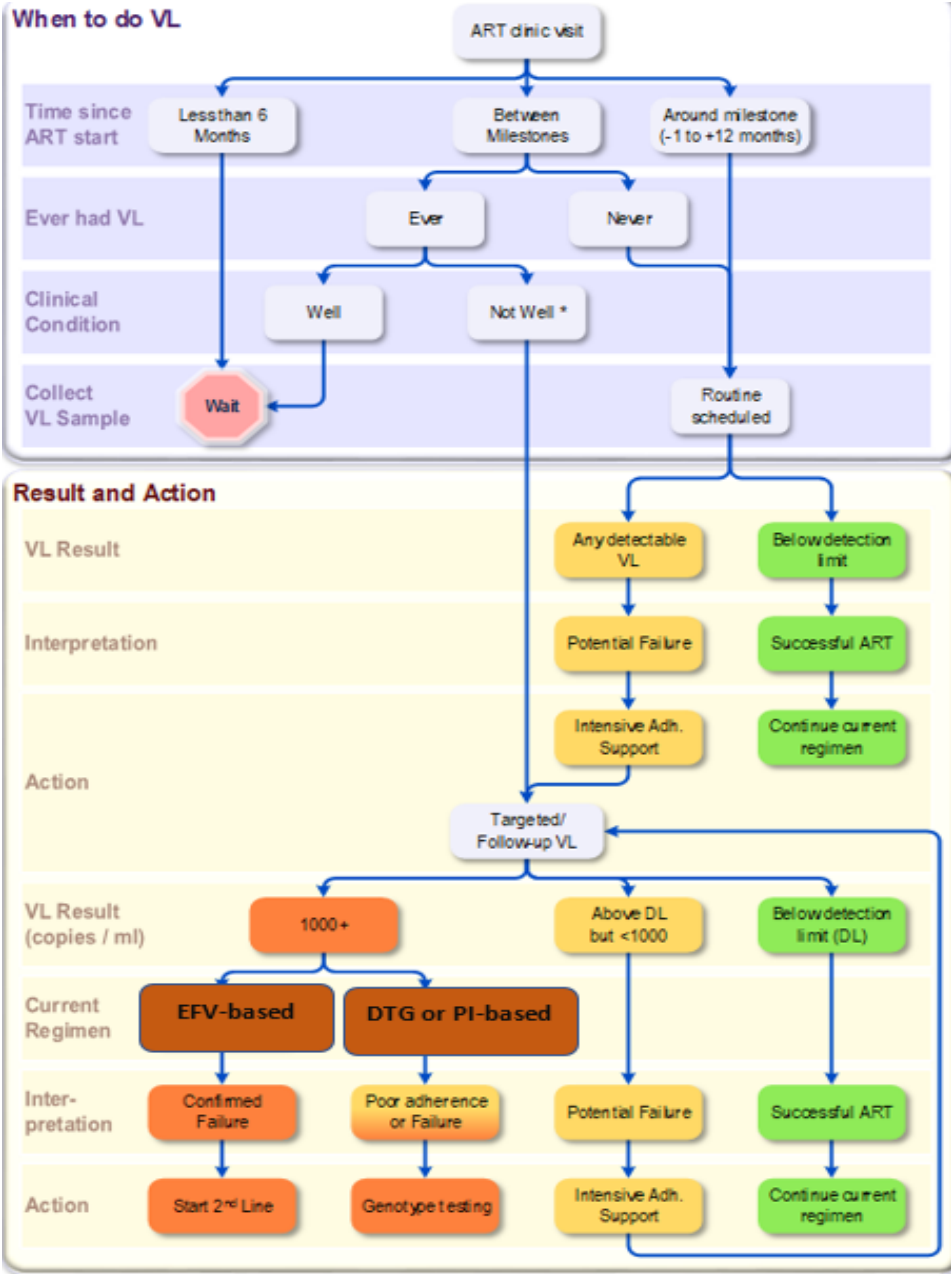 When to do VL
ART clinic visit
Time since
ART start
Less than 6
Months
Between
Milestones
Around milestone
(-1 to +12 months)
Ever had VL
Ever
Never
Clinical
Condition
Well
Not Well *
Collect
VL Sample
Wait
Routine
scheduled
Result and Action
VL Result
Any detectable
VL
Below detection
limit
Interpretation
Potential Failure
Successful ART
Action
Intensive Adh.
Support
Continue current
regimen
Targeted/
Follow-up VL
VL Result
(copies / ml)
1000+
Above DL
but <1000
Below detection
limit (DL)
Current
Regimen
EFV-based
DTG or PI-based
Inter-
pretation
Confirmed
Failure
Poor adherence
or Failure
Potential Failure
Successful ART
Action
Start 2nd Line
Genotype testing
Intensive Adh.
Support
Continue current
regimen